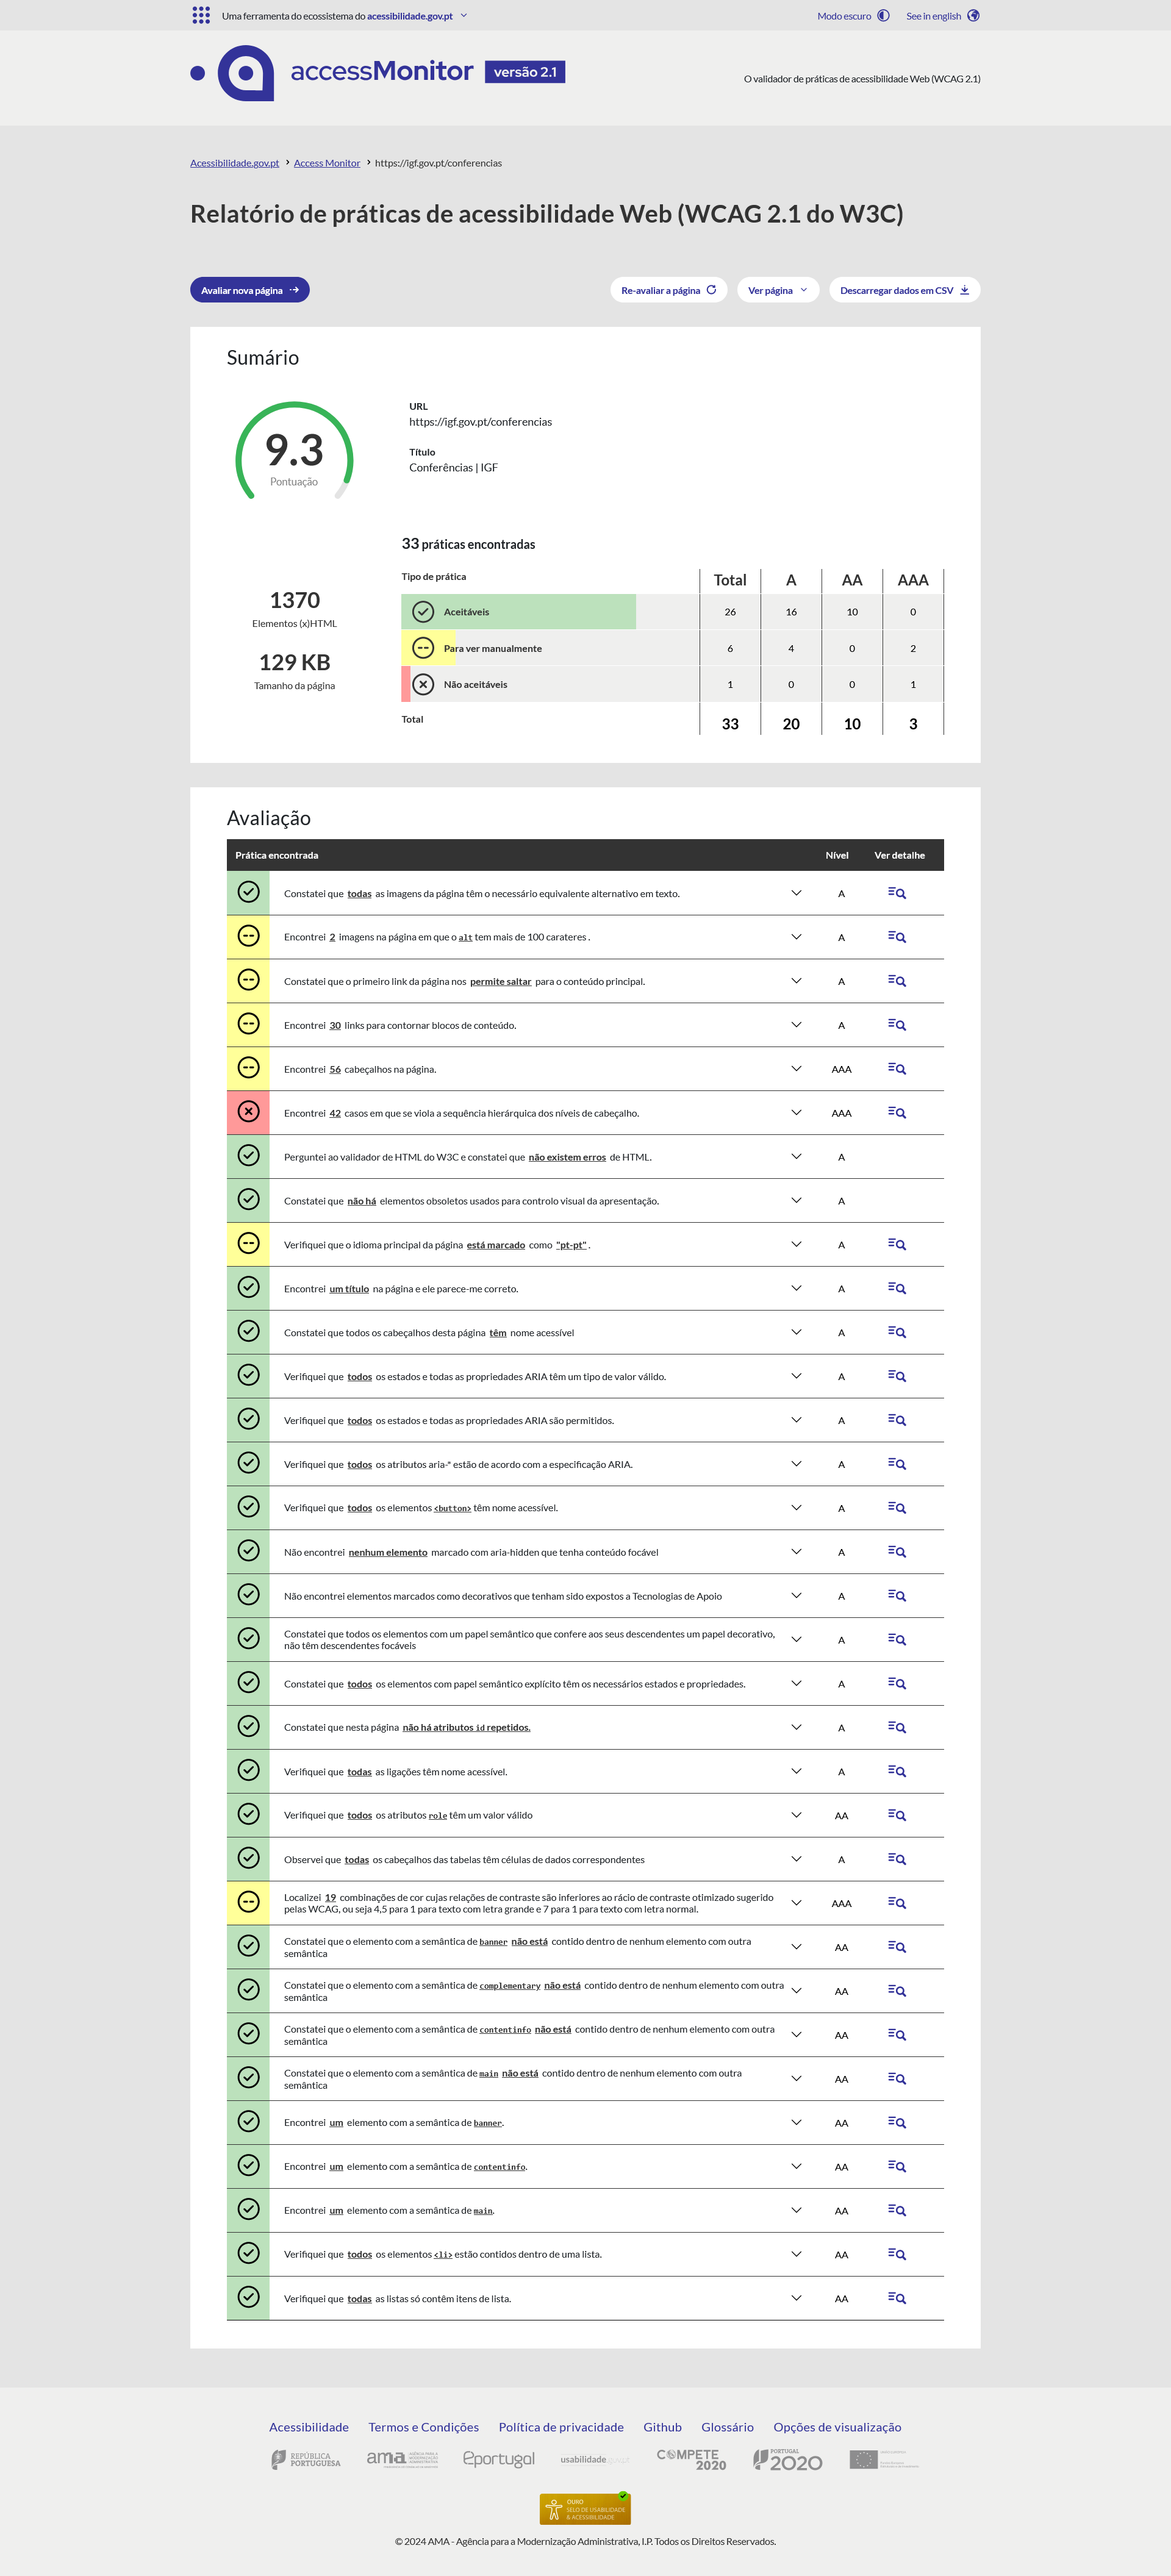 Uma ferramenta do ecossistema do acessibilidade.gov.pt
Modo escuro
See in english
accessMonitor versão 2.1
O validador de práticas de acessibilidade Web (WCAG 2.1)
Acessibilidade.gov.pt
Access Monitor
https://igf.gov.pt/conferencias
Relatório de práticas de acessibilidade Web (WCAG 2.1 do W3C)
Avaliar nova página
Re-avaliar a página
Ver página
Descarregar dados em CSV
Sumário
9.3
Pontuação
URL
https://igf.gov.pt/conferencias
Título
Conferências | IGF
1370
Elementos (x)HTML
129 KB
Tamanho da página
33 práticas encontradas
Tipo de prática Total A AA AAA
Aceitáveis 26 16 10 0
Para ver manualmente 6 4 0 2
Não aceitáveis 1 0 0 1
Total 33 20 10 3
Avaliação
Prática encontrada Nível Ver detalhe
Constatei que todas as imagens da página têm o necessário equivalente alternativo em texto. A
Encontrei 2 imagens na página em que o alt tem mais de 100 carateres . A
Constatei que o primeiro link da página nos permite saltar para o conteúdo principal. A
Encontrei 30 links para contornar blocos de conteúdo. A
Encontrei 56 cabeçalhos na página. AAA
Encontrei 42 casos em que se viola a sequência hierárquica dos níveis de cabeçalho. AAA
Perguntei ao validador de HTML do W3C e constatei que não existem erros de HTML. A
Constatei que não há elementos obsoletos usados para controlo visual da apresentação. A
Verifiquei que o idioma principal da página está marcado como "pt-pt" . A
Encontrei um título na página e ele parece-me correto. A
Constatei que todos os cabeçalhos desta página têm nome acessível A
Verifiquei que todos os estados e todas as propriedades ARIA têm um tipo de valor válido. A
Verifiquei que todos os estados e todas as propriedades ARIA são permitidos. A
Verifiquei que todos os atributos aria-* estão de acordo com a especificação ARIA. A
Verifiquei que todos os elementos <button> têm nome acessível. A
Não encontrei nenhum elemento marcado com aria-hidden que tenha conteúdo focável A
Não encontrei elementos marcados como decorativos que tenham sido expostos a Tecnologias de Apoio A
Constatei que todos os elementos com um papel semântico que confere aos seus descendentes um papel decorativo,
não têm descendentes focáveis A
Constatei que todos os elementos com papel semântico explícito têm os necessários estados e propriedades. A
Constatei que nesta página não há atributos id repetidos. A
Verifiquei que todas as ligações têm nome acessível. A
Verifiquei que todos os atributos role têm um valor válido AA
Observei que todas os cabeçalhos das tabelas têm células de dados correspondentes A
Localizei 19 combinações de cor cujas relações de contraste são inferiores ao rácio de contraste otimizado sugerido
pelas WCAG, ou seja 4,5 para 1 para texto com letra grande e 7 para 1 para texto com letra normal. AAA
Constatei que o elemento com a semântica de banner não está contido dentro de nenhum elemento com outra
semântica AA
Constatei que o elemento com a semântica de complementary não está contido dentro de nenhum elemento com outra
semântica AA
Constatei que o elemento com a semântica de contentinfo não está contido dentro de nenhum elemento com outra
semântica AA
Constatei que o elemento com a semântica de main não está contido dentro de nenhum elemento com outra
semântica AA
Encontrei um elemento com a semântica de banner. AA
Encontrei um elemento com a semântica de contentinfo. AA
Encontrei um elemento com a semântica de main. AA
Verifiquei que todos os elementos <li> estão contidos dentro de uma lista. AA
Verifiquei que todas as listas só contêm itens de lista. AA
Acessibilidade
Termos e Condições
Política de privacidade
Github
Glossário
Opções de visualização
REPÚBLICA
PORTUGUESA
ama
eportugal
usabilidade
COMPETE
2020
PORTUGAL
2020
OURO
SELO DE USABILIDADE
& ACESSIBILIDADE
© 2024 AMA - Agência para a Modernização Administrativa, I.P. Todos os Direitos Reservados.